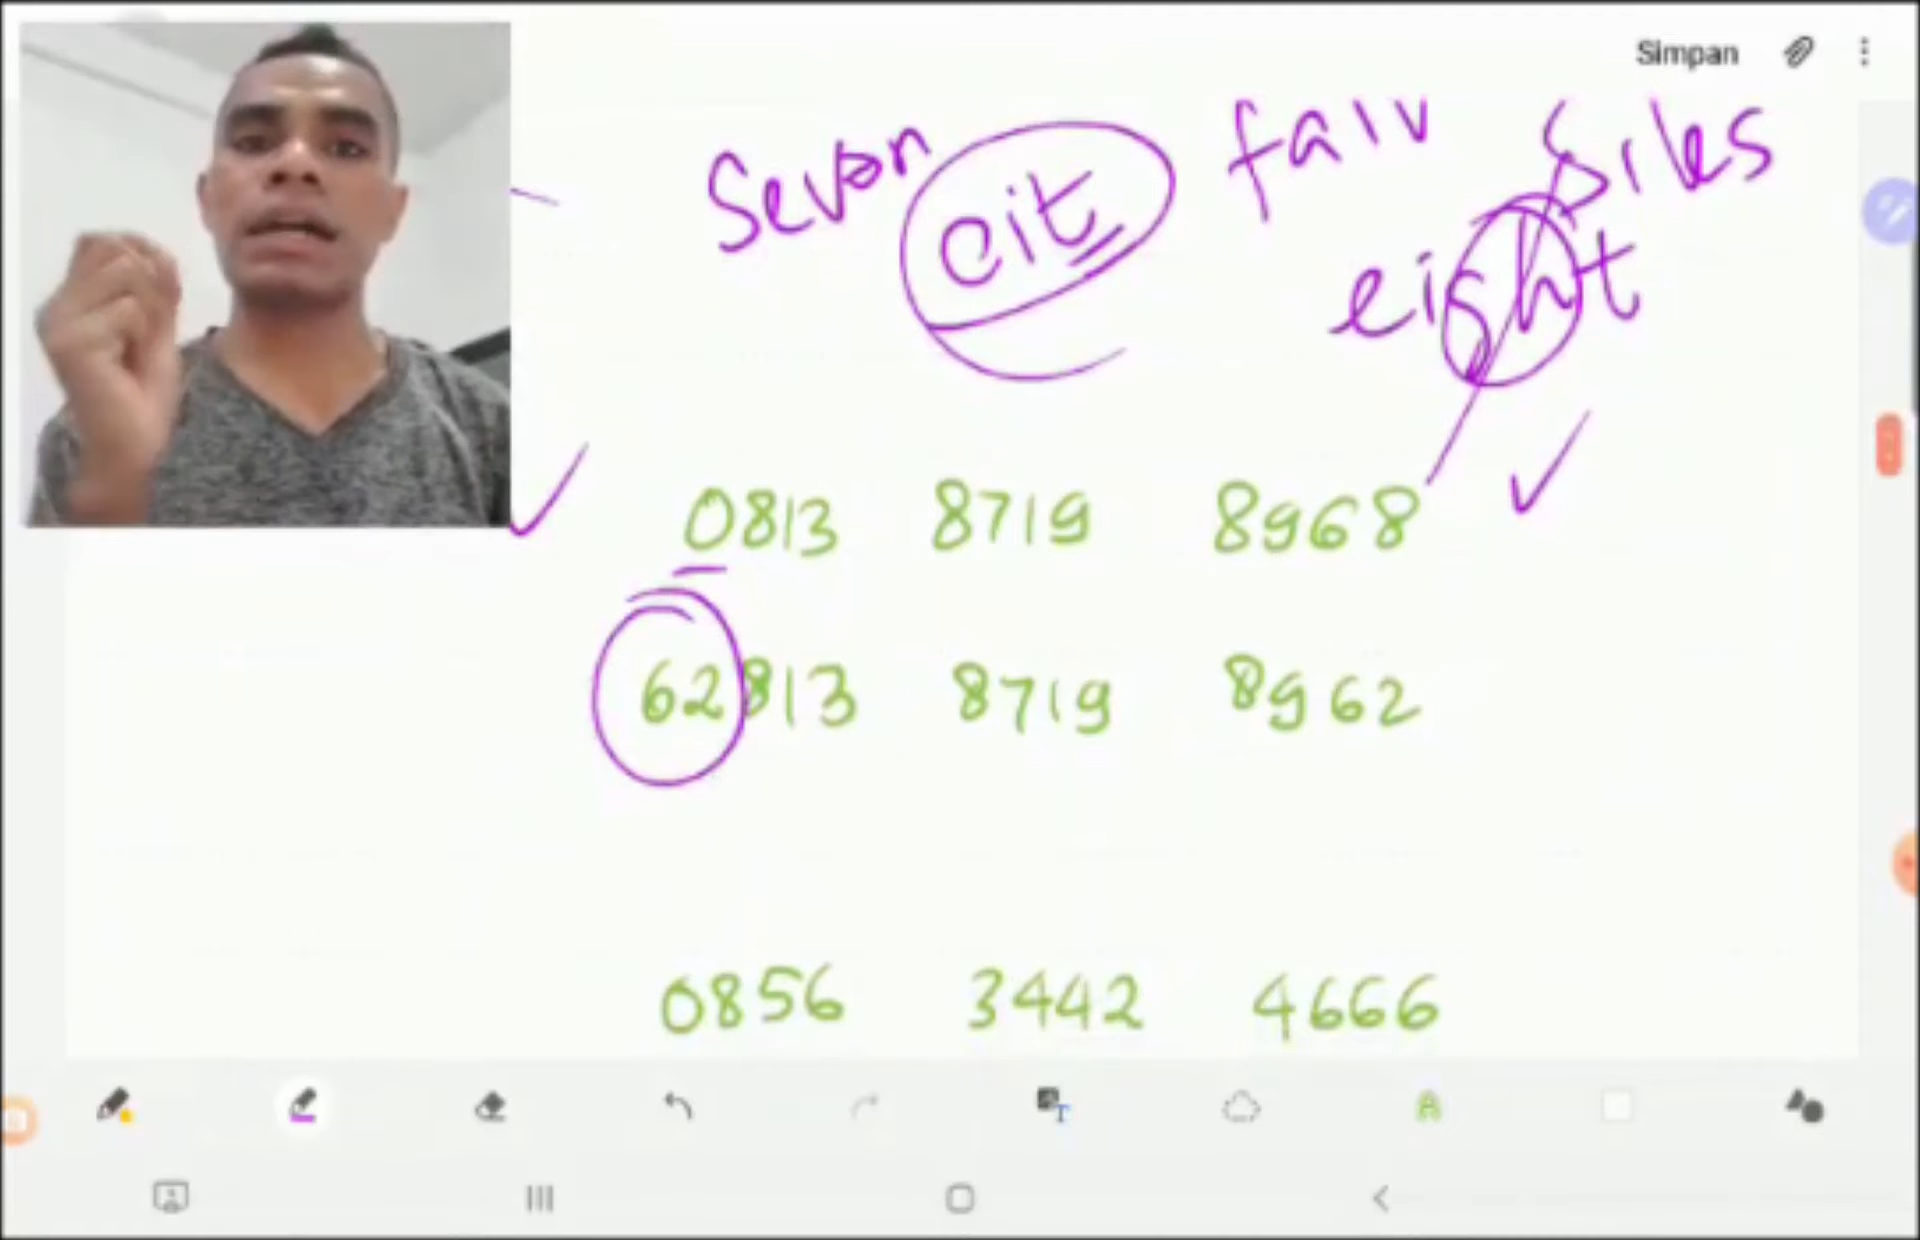 Simpan
Seven eit faiv siks
eight
0813 8719 8968
62813 8719 8962
0856 3442 4666